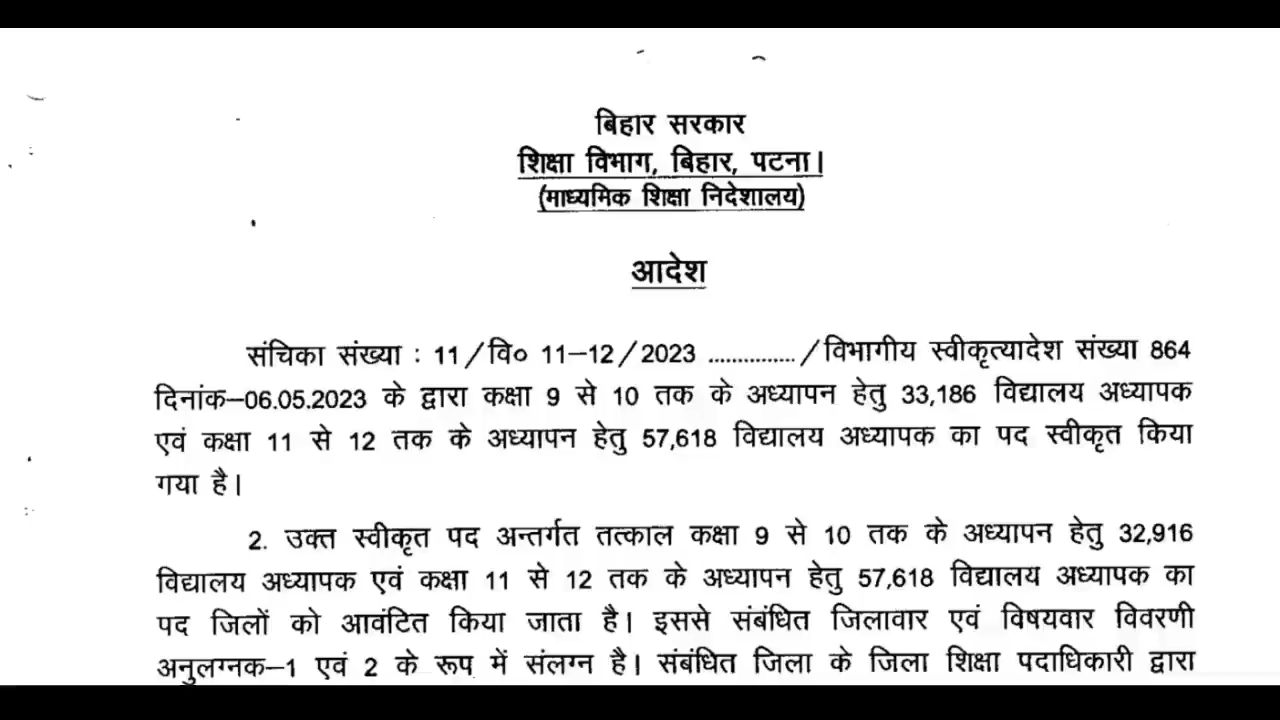 बिहार सरकार
शिक्षा विभाग, बिहार, पटना।
(माध्यमिक शिक्षा निदेशालय)
आदेश
संचिका संख्या : 11/वि० 11–12/2023 .............../विभागीय स्वीकृत्यादेश संख्या 864
दिनांक–06.05.2023 के द्वारा कक्षा 9 से 10 तक के अध्यापन हेतु 33,186 विद्यालय अध्यापक
एवं कक्षा 11 से 12 तक के अध्यापन हेतु 57,618 विद्यालय अध्यापक का पद स्वीकृत किया
गया है।
2. उक्त स्वीकृत पद अन्तर्गत तत्काल कक्षा 9 से 10 तक के अध्यापन हेतु 32,916
विद्यालय अध्यापक एवं कक्षा 11 से 12 तक के अध्यापन हेतु 57,618 विद्यालय अध्यापक का
पद जिलों को आवंटित किया जाता है। इससे संबंधित जिलावार एवं विषयवार विवरणी
अनुलग्नक–1 एवं 2 के रूप में संलग्न है। संबंधित जिला के जिला शिक्षा पदाधिकारी द्वारा